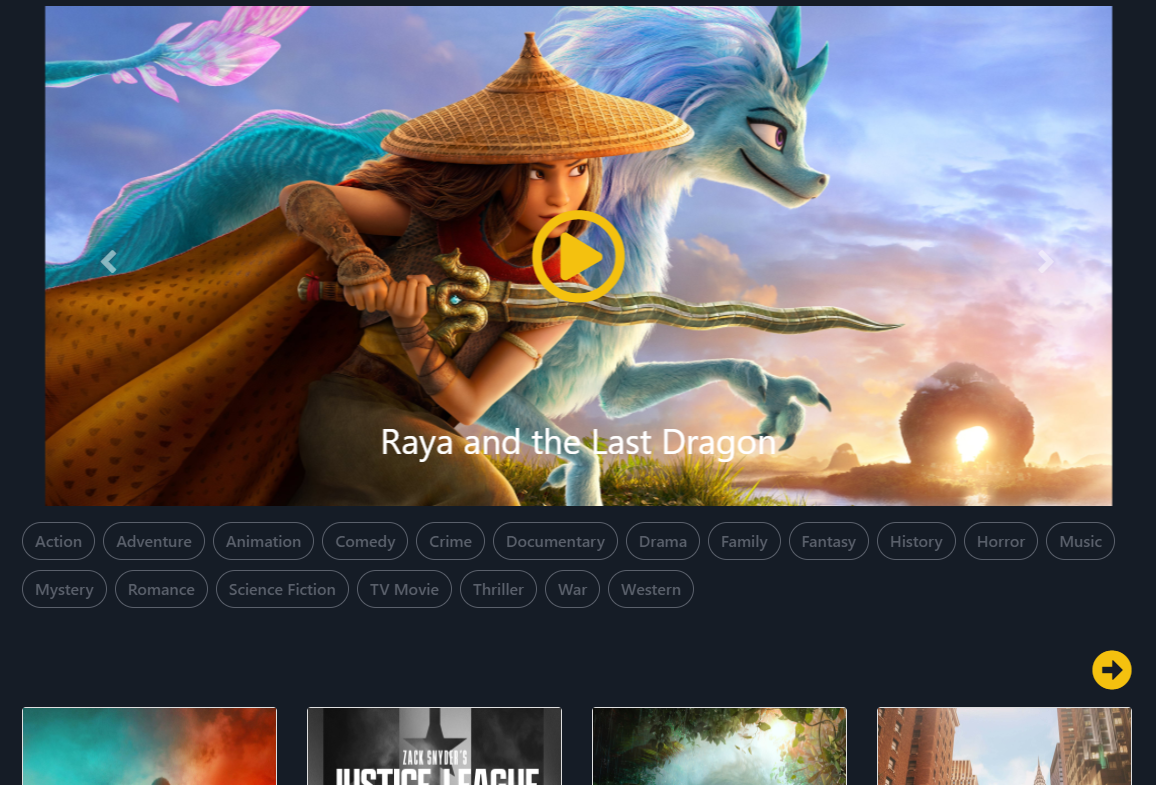 Raya and the Last Dragon
Action Adventure Animation Comedy Crime Documentary Drama Family Fantasy History Horror Music
Mystery Romance Science Fiction TV Movie Thriller War Western
ZACK SNYDER'S
JUSTICE LEAGUE